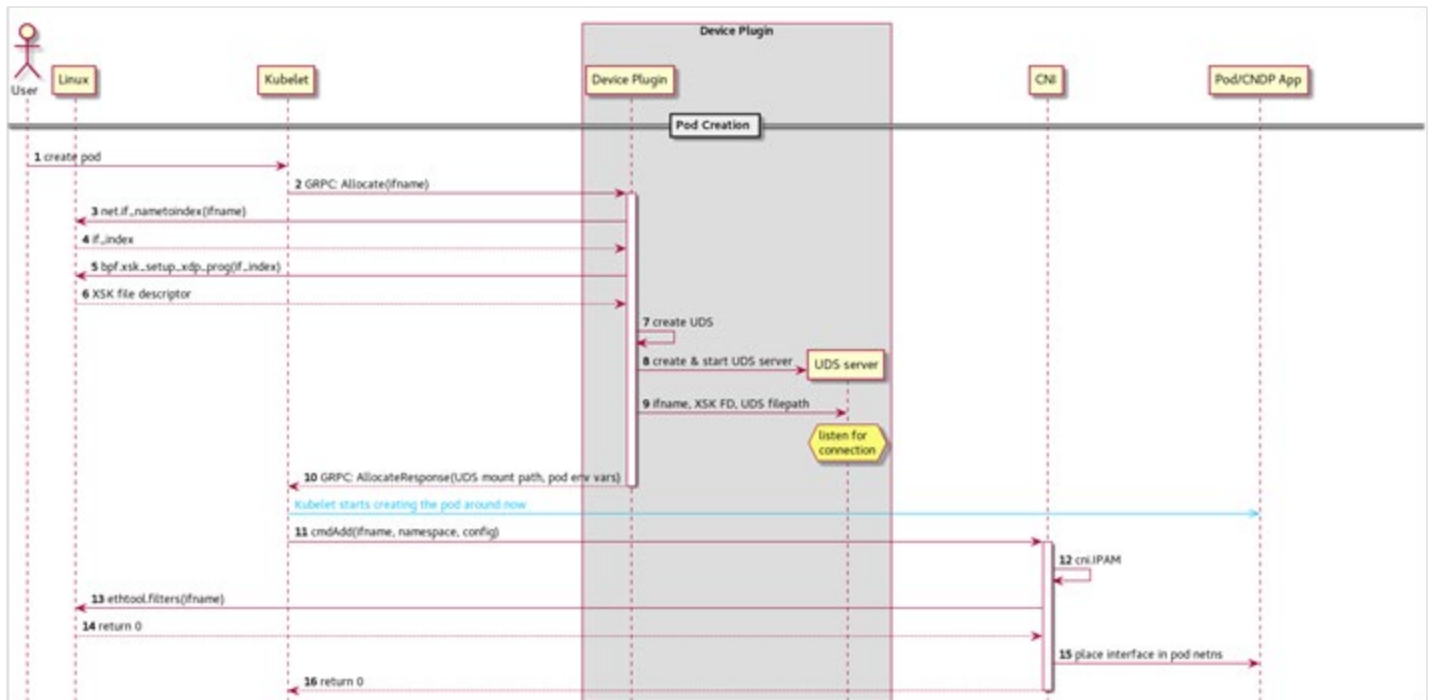 Device Plugin
User
Linux
Kubelet
Device Plugin
CNI
Pod/CNDP App
Pod Creation
1 create pod
2 GRPC: Allocate(ifname)
3 net.if_nametoindex(ifname)
4 if_index
5 bpf.xsk_setup_xdp_prog(if_index)
6 XSK file descriptor
7 create UDS
8 create & start UDS server
UDS server
9 ifname, XSK FD, UDS filepath
listen for
connection
10 GRPC: AllocateResponse(UDS mount path, pod env vars)
Kubelet starts creating the pod around now
11 cmdAdd(ifname, namespace, config)
12 cni.IPAM
13 ethtool.filters(ifname)
14 return 0
15 place interface in pod netns
16 return 0